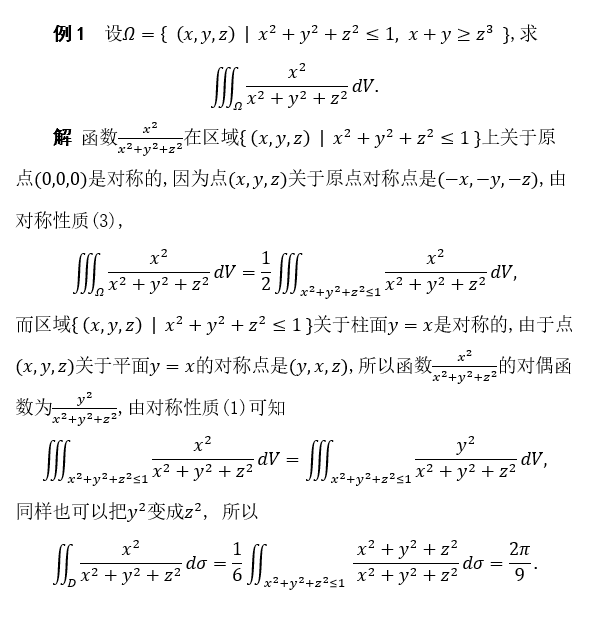 例1 设Ω = { (x, y, z) | x² + y² + z² ≤ 1, x + y ≥ z³ }, 求
∭_Ω x²/(x² + y² + z²) dV.
解 函数x²/(x²+y²+z²)在区域{ (x, y, z) | x² + y² + z² ≤ 1 }上关于原
点(0,0,0)是对称的, 因为点(x, y, z)关于原点对称点是(−x, −y, −z), 由
对称性质(3),
∭_Ω x²/(x² + y² + z²) dV = 1/2 ∭_{x²+y²+z²≤1} x²/(x² + y² + z²) dV,
而区域{ (x, y, z) | x² + y² + z² ≤ 1 }关于柱面y = x是对称的, 由于点
(x, y, z)关于平面y = x的对称点是(y, x, z), 所以函数x²/(x²+y²+z²)的对偶函
数为y²/(x²+y²+z²), 由对称性质(1)可知
∭_{x²+y²+z²≤1} x²/(x² + y² + z²) dV = ∭_{x²+y²+z²≤1} y²/(x² + y² + z²) dV,
同样也可以把y²变成z², 所以
∬_D x²/(x² + y² + z²) dσ = 1/6 ∬_{x²+y²+z²≤1} (x² + y² + z²)/(x² + y² + z²) dσ = 2π/9.